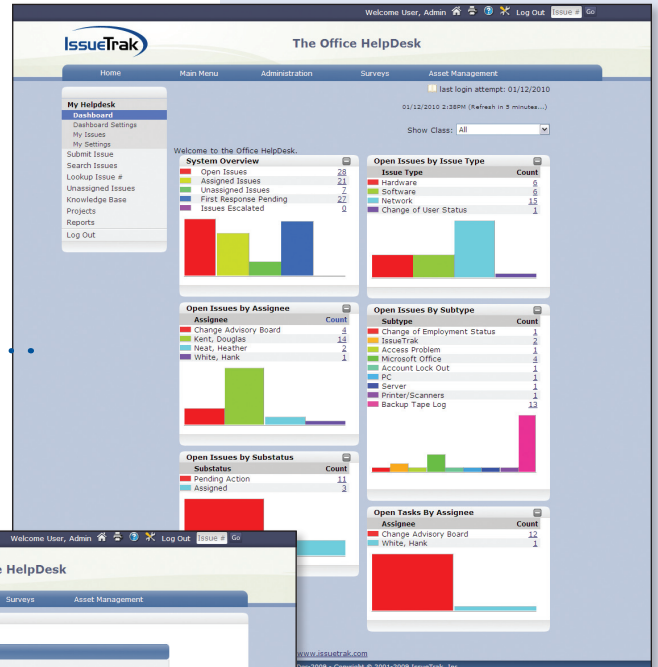 Welcome User, Admin Log Out Issue # Go
IssueTrak
The Office HelpDesk
Home Main Menu Administration Surveys Asset Management
last login attempt: 01/12/2010
01/12/2010 2:38PM (Refresh in 5 minutes...)
Show Class: All
My Helpdesk
Dashboard
Dashboard Settings
My Issues
My Settings
Submit Issue
Search Issues
Lookup Issue #
Unassigned Issues
Knowledge Base
Projects
Reports
Log Out
Welcome to the Office HelpDesk.
System Overview
Open Issues 28
Assigned Issues 21
Unassigned Issues 7
First Response Pending 27
Issues Escalated 0
Open Issues by Issue Type
Issue Type Count
Hardware 6
Software 6
Network 15
Change of User Status 1
Open Issues by Assignee
Assignee Count
Change Advisory Board 4
Kent, Douglas 14
Neat, Heather 2
White, Hank 1
Open Issues By Subtype
Subtype Count
Change of Employment Status 1
IssueTrak 2
Access Problem 1
Microsoft Office 4
Account Lock Out 1
PC 1
Server 1
Printer/Scanners 1
Backup Tape Log 13
Open Issues by Substatus
Substatus Count
Pending Action 11
Assigned 3
Open Tasks By Assignee
Assignee Count
Change Advisory Board 12
White, Hank 1
Welcome User, Admin Log Out Issue # Go
HelpDesk
Surveys Asset Management
www.issuetrak.com
2009 • Copyright © 2001-2009 IssueTrak, Inc.